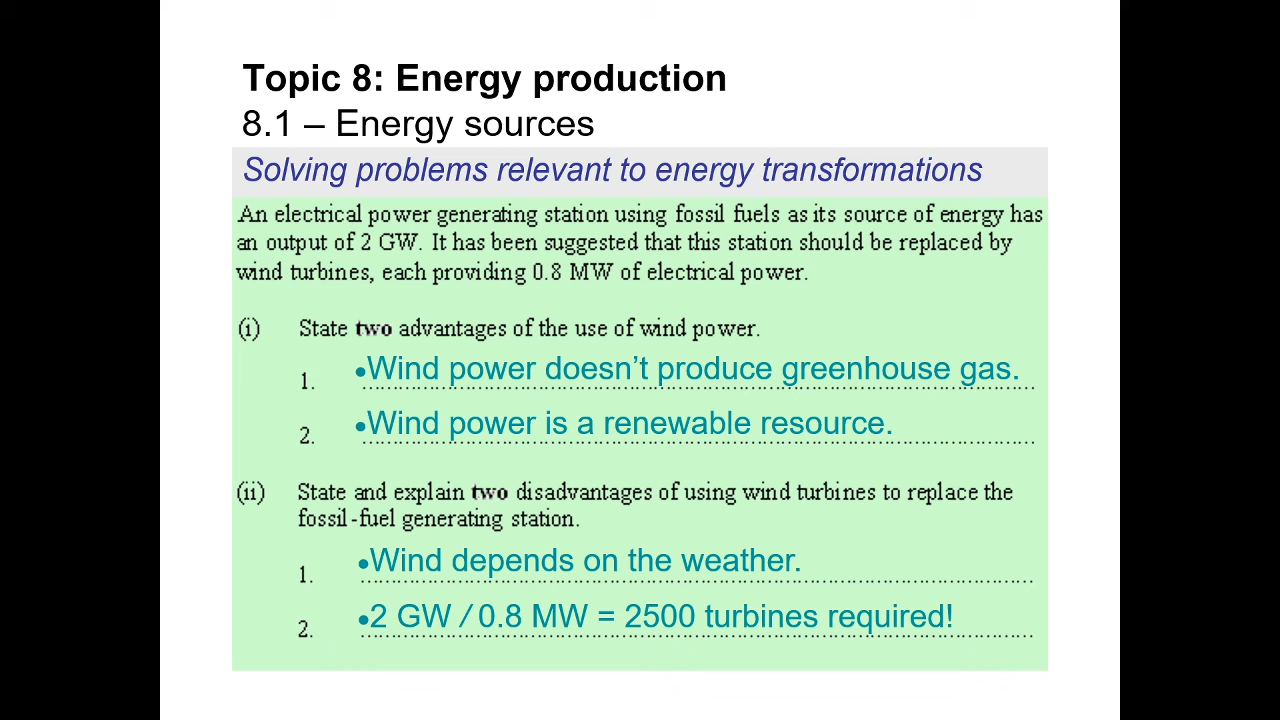 Topic 8: Energy production
8.1 – Energy sources
Solving problems relevant to energy transformations
An electrical power generating station using fossil fuels as its source of energy has
an output of 2 GW. It has been suggested that this station should be replaced by
wind turbines, each providing 0.8 MW of electrical power.
(i) State two advantages of the use of wind power.
1. •Wind power doesn’t produce greenhouse gas.
2. •Wind power is a renewable resource.
(ii) State and explain two disadvantages of using wind turbines to replace the
fossil-fuel generating station.
1. •Wind depends on the weather.
2. •2 GW / 0.8 MW = 2500 turbines required!